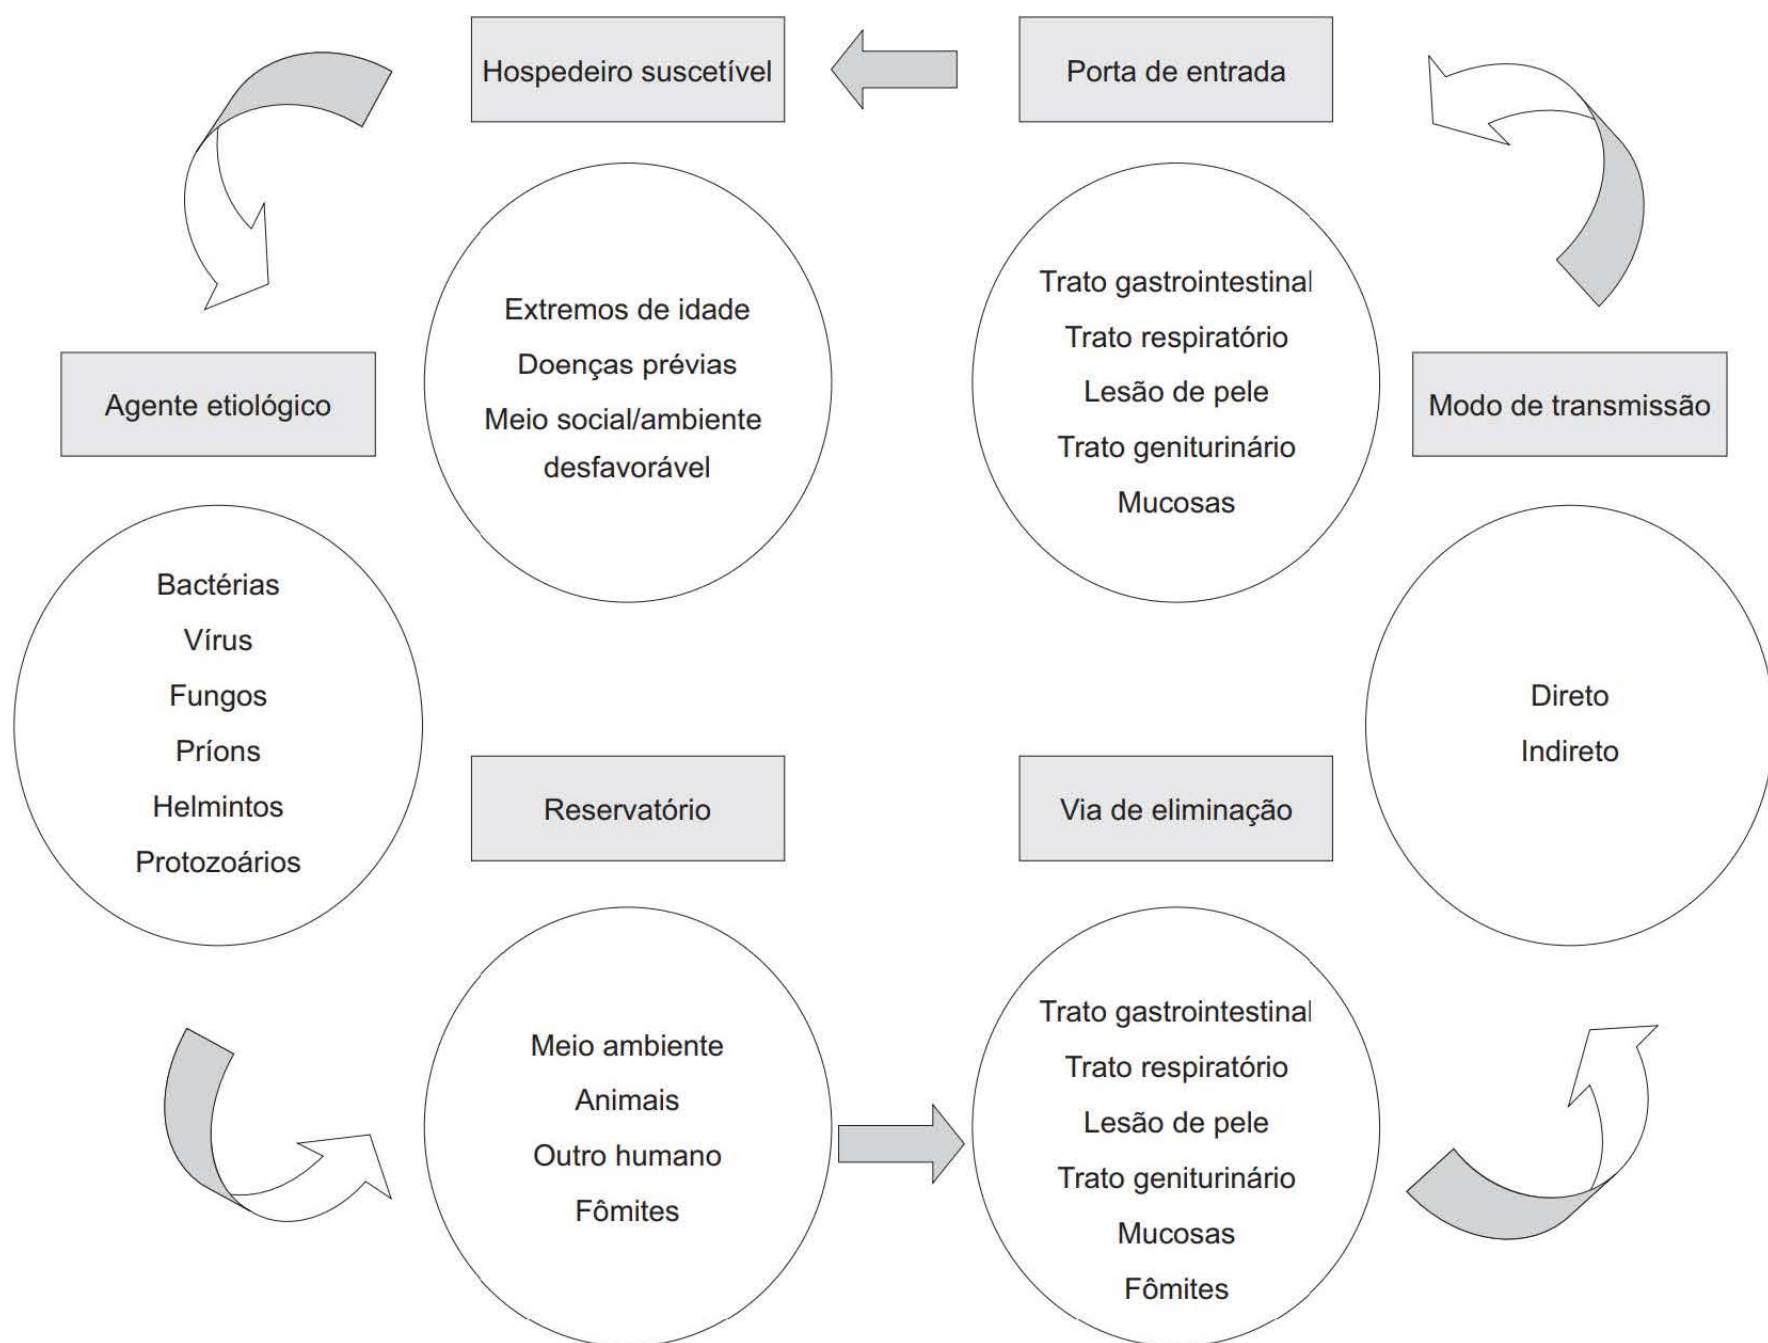 Hospedeiro suscetível
Porta de entrada
Extremos de idade
Doenças prévias
Meio social/ambiente
desfavorável
Trato gastrointestinal
Trato respiratório
Lesão de pele
Trato geniturinário
Mucosas
Agente etiológico
Modo de transmissão
Bactérias
Vírus
Fungos
Príons
Helmintos
Protozoários
Direto
Indireto
Reservatório
Via de eliminação
Meio ambiente
Animais
Outro humano
Fômites
Trato gastrointestinal
Trato respiratório
Lesão de pele
Trato geniturinário
Mucosas
Fômites